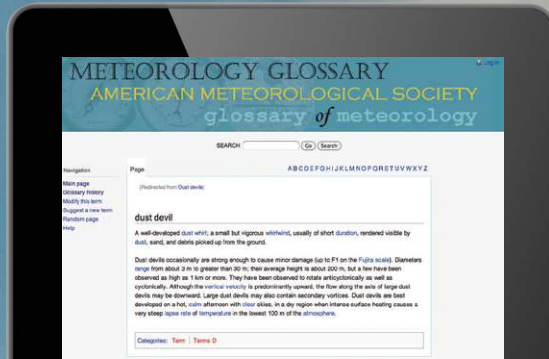 Log in
METEOROLOGY GLOSSARY
AMERICAN METEOROLOGICAL SOCIETY
glossary of meteorology
SEARCH Go Search
Navigation
Main page
Glossary History
Modify this term
Suggest a new term
Random page
Help
Page
A B C D E F G H I J K L M N O P Q R S T U V W X Y Z
(Redirected from Dust devils)
dust devil
A well-developed dust whirl; a small but vigorous whirlwind, usually of short duration, rendered visible by
dust, sand, and debris picked up from the ground.
Dust devils occasionally are strong enough to cause minor damage (up to F1 on the Fujita scale). Diameters
range from about 3 m to greater than 30 m; their average height is about 200 m, but a few have been
observed as high as 1 km or more. They have been observed to rotate anticyclonically as well as
cyclonically. Although the vertical velocity is predominantly upward, the flow along the axis of large dust
devils may be downward. Large dust devils may also contain secondary vortices. Dust devils are best
developed on a hot, calm afternoon with clear skies, in a dry region when intense surface heating causes a
very steep lapse rate of temperature in the lowest 100 m of the atmosphere.
Categories: Term | Terms D